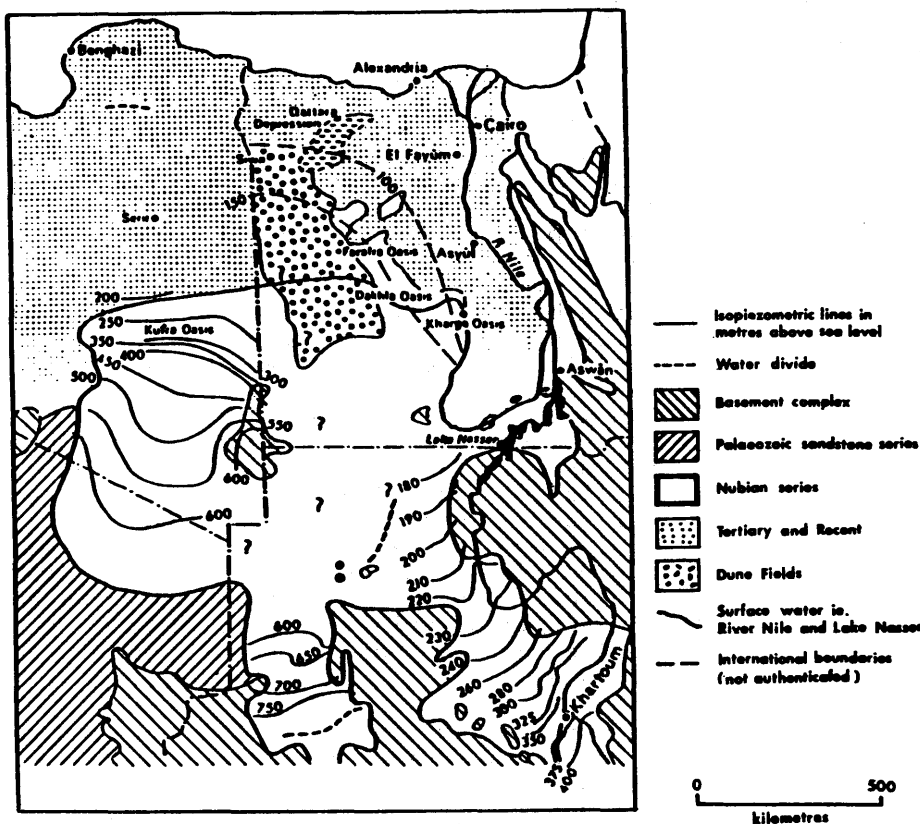 Benghazi
Alexandria
Qattara
Depression
Cairo
Siwa
El Fayum
100
150
Sarir
R Nile
Farafra Oasis
Asyut
Dakhla Oasis
200
250
Kufra Oasis
Kharga Oasis
350
400
450
300
500
Aswan
550
?
Lake Nasser
600
180
?
?
190
600
?
200
210
220
600
230
650
240
700
260
280
750
300
325
350
Khartoum
375
400
Isopiezometric lines in
metres above sea level
Water divide
Basement complex
Palaeozoic sandstone series
Nubian series
Tertiary and Recent
Dune Fields
Surface water ie.
River Nile and Lake Nasser
International boundaries
(not authenticated)
0 500
kilometres